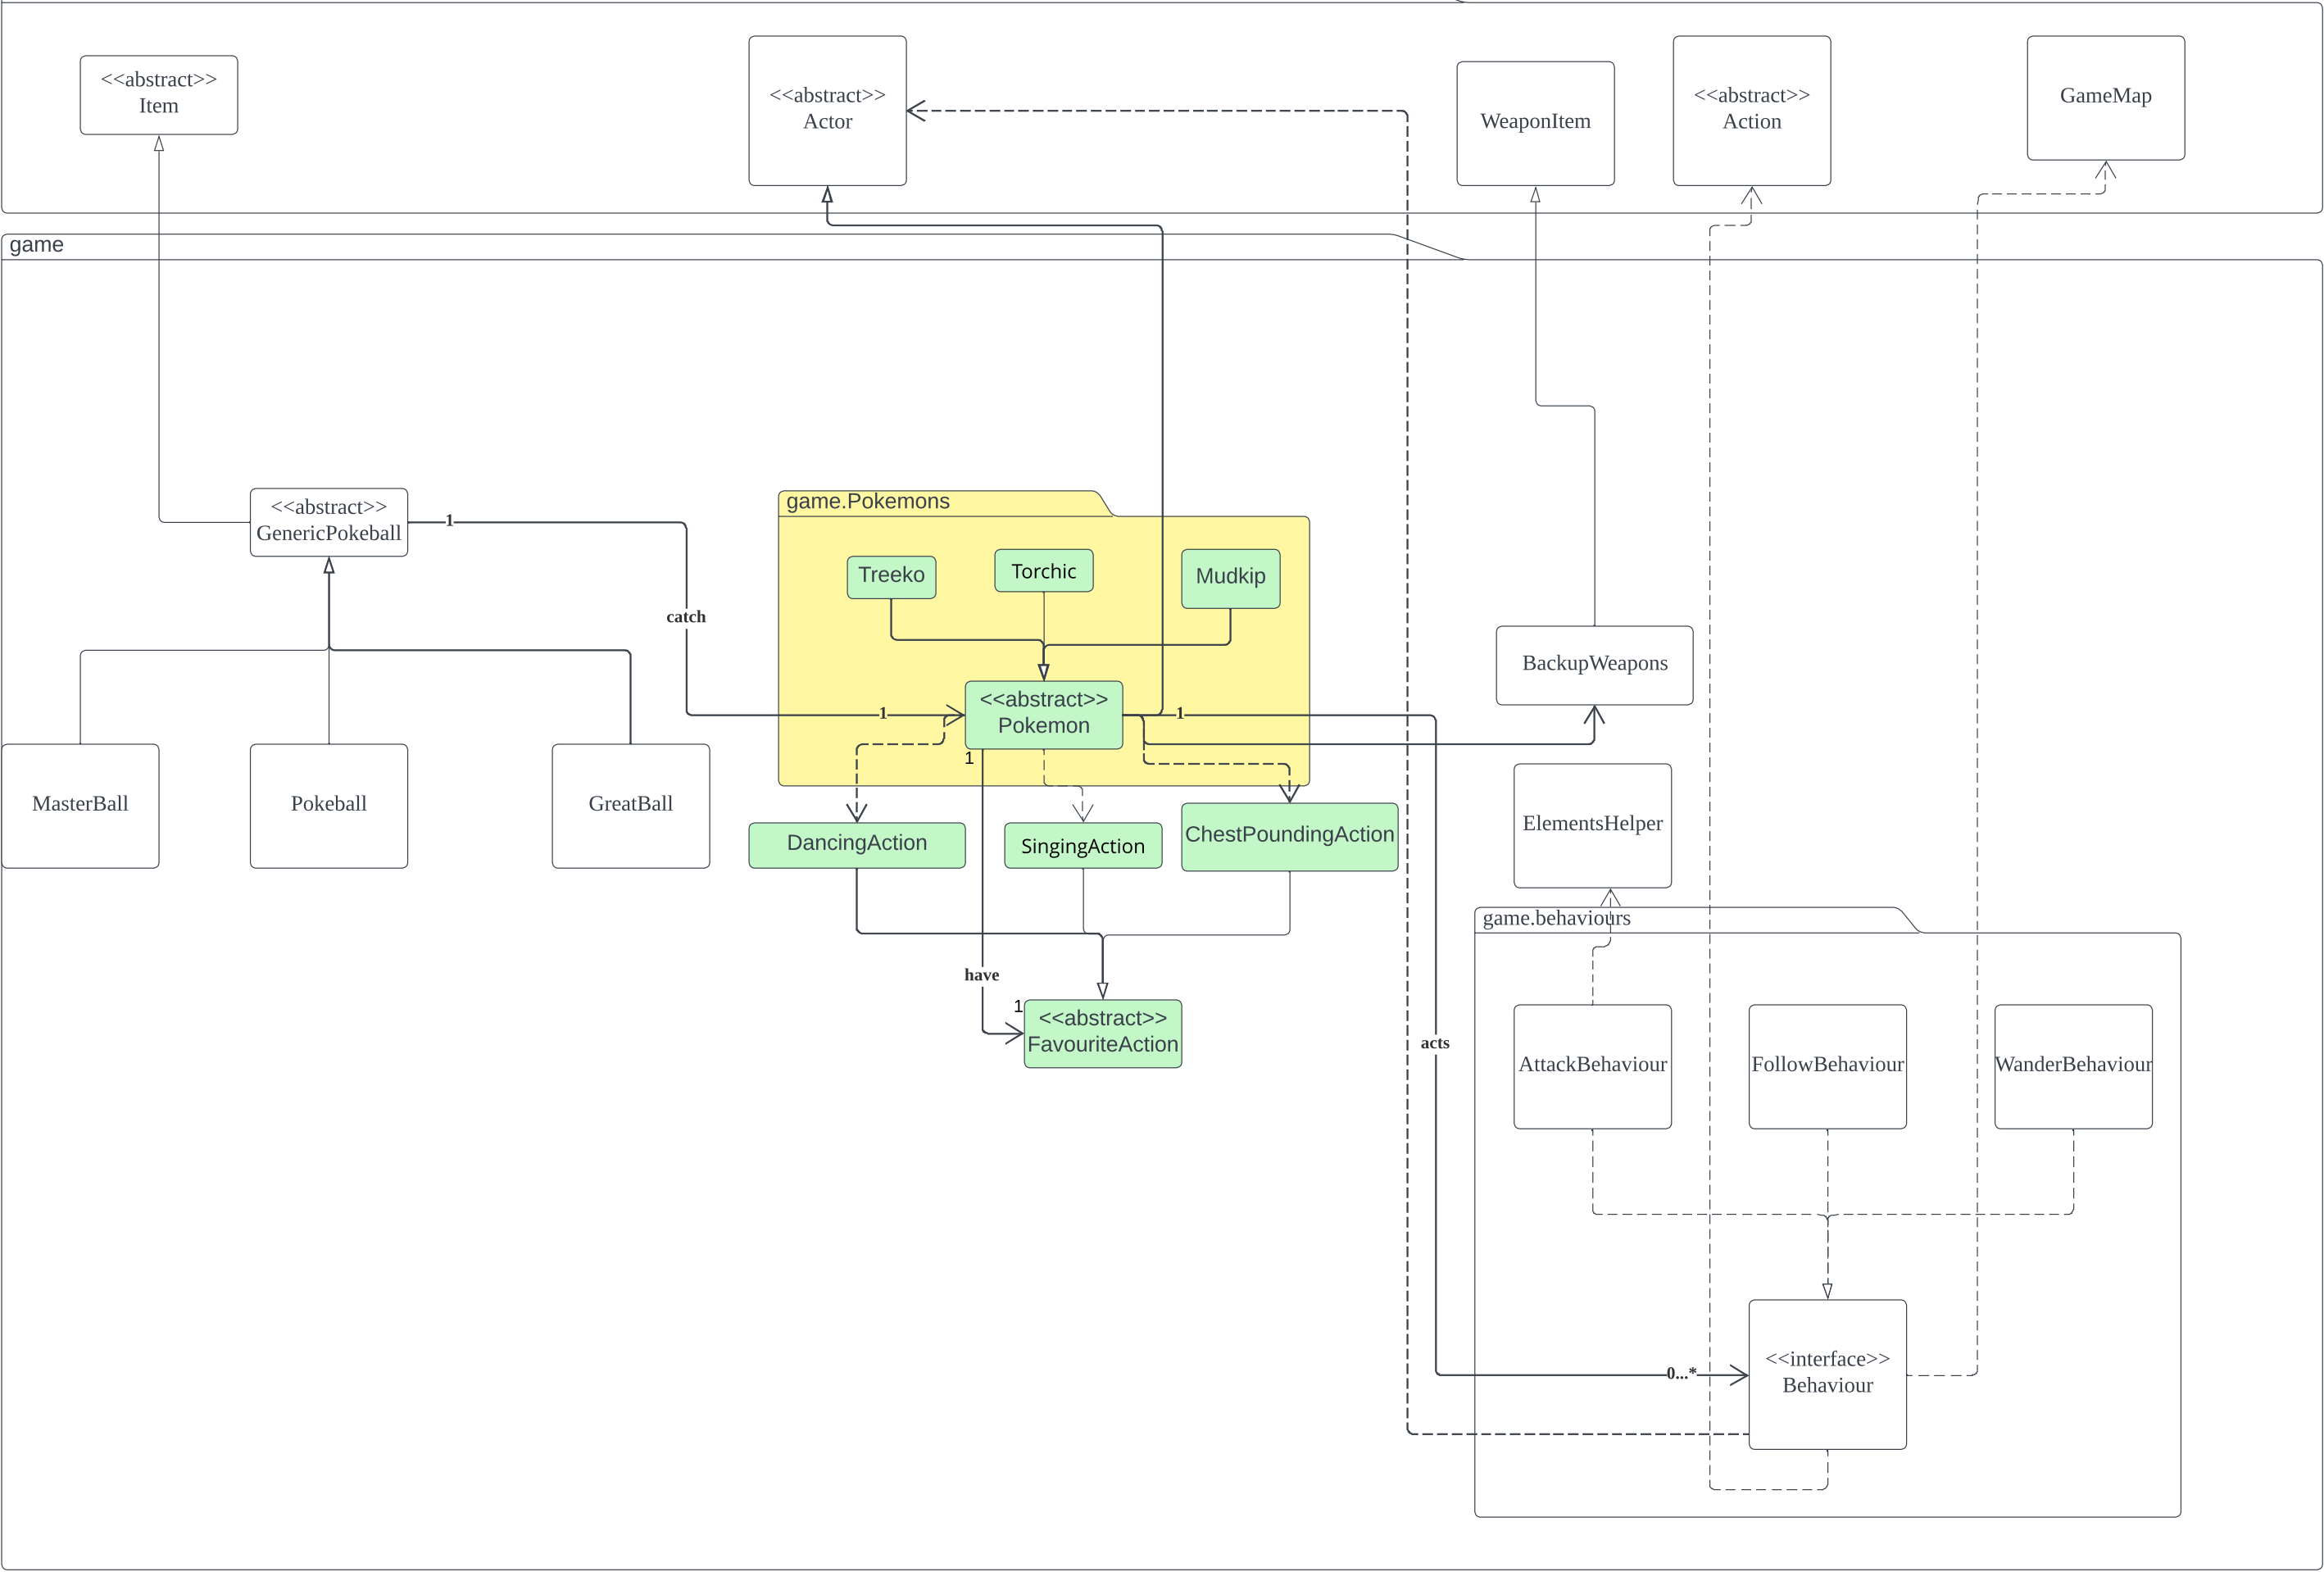 <<abstract>>
Item
<<abstract>>
Actor
WeaponItem
<<abstract>>
Action
GameMap
game
<<abstract>>
GenericPokeball
1
catch
game.Pokemons
Treeko
Torchic
Mudkip
<<abstract>>
Pokemon
1
1
1
BackupWeapons
MasterBall
Pokeball
GreatBall
DancingAction
SingingAction
ChestPoundingAction
ElementsHelper
game.behaviours
have
1
<<abstract>>
FavouriteAction
acts
AttackBehaviour
FollowBehaviour
WanderBehaviour
0...*
<<interface>>
Behaviour